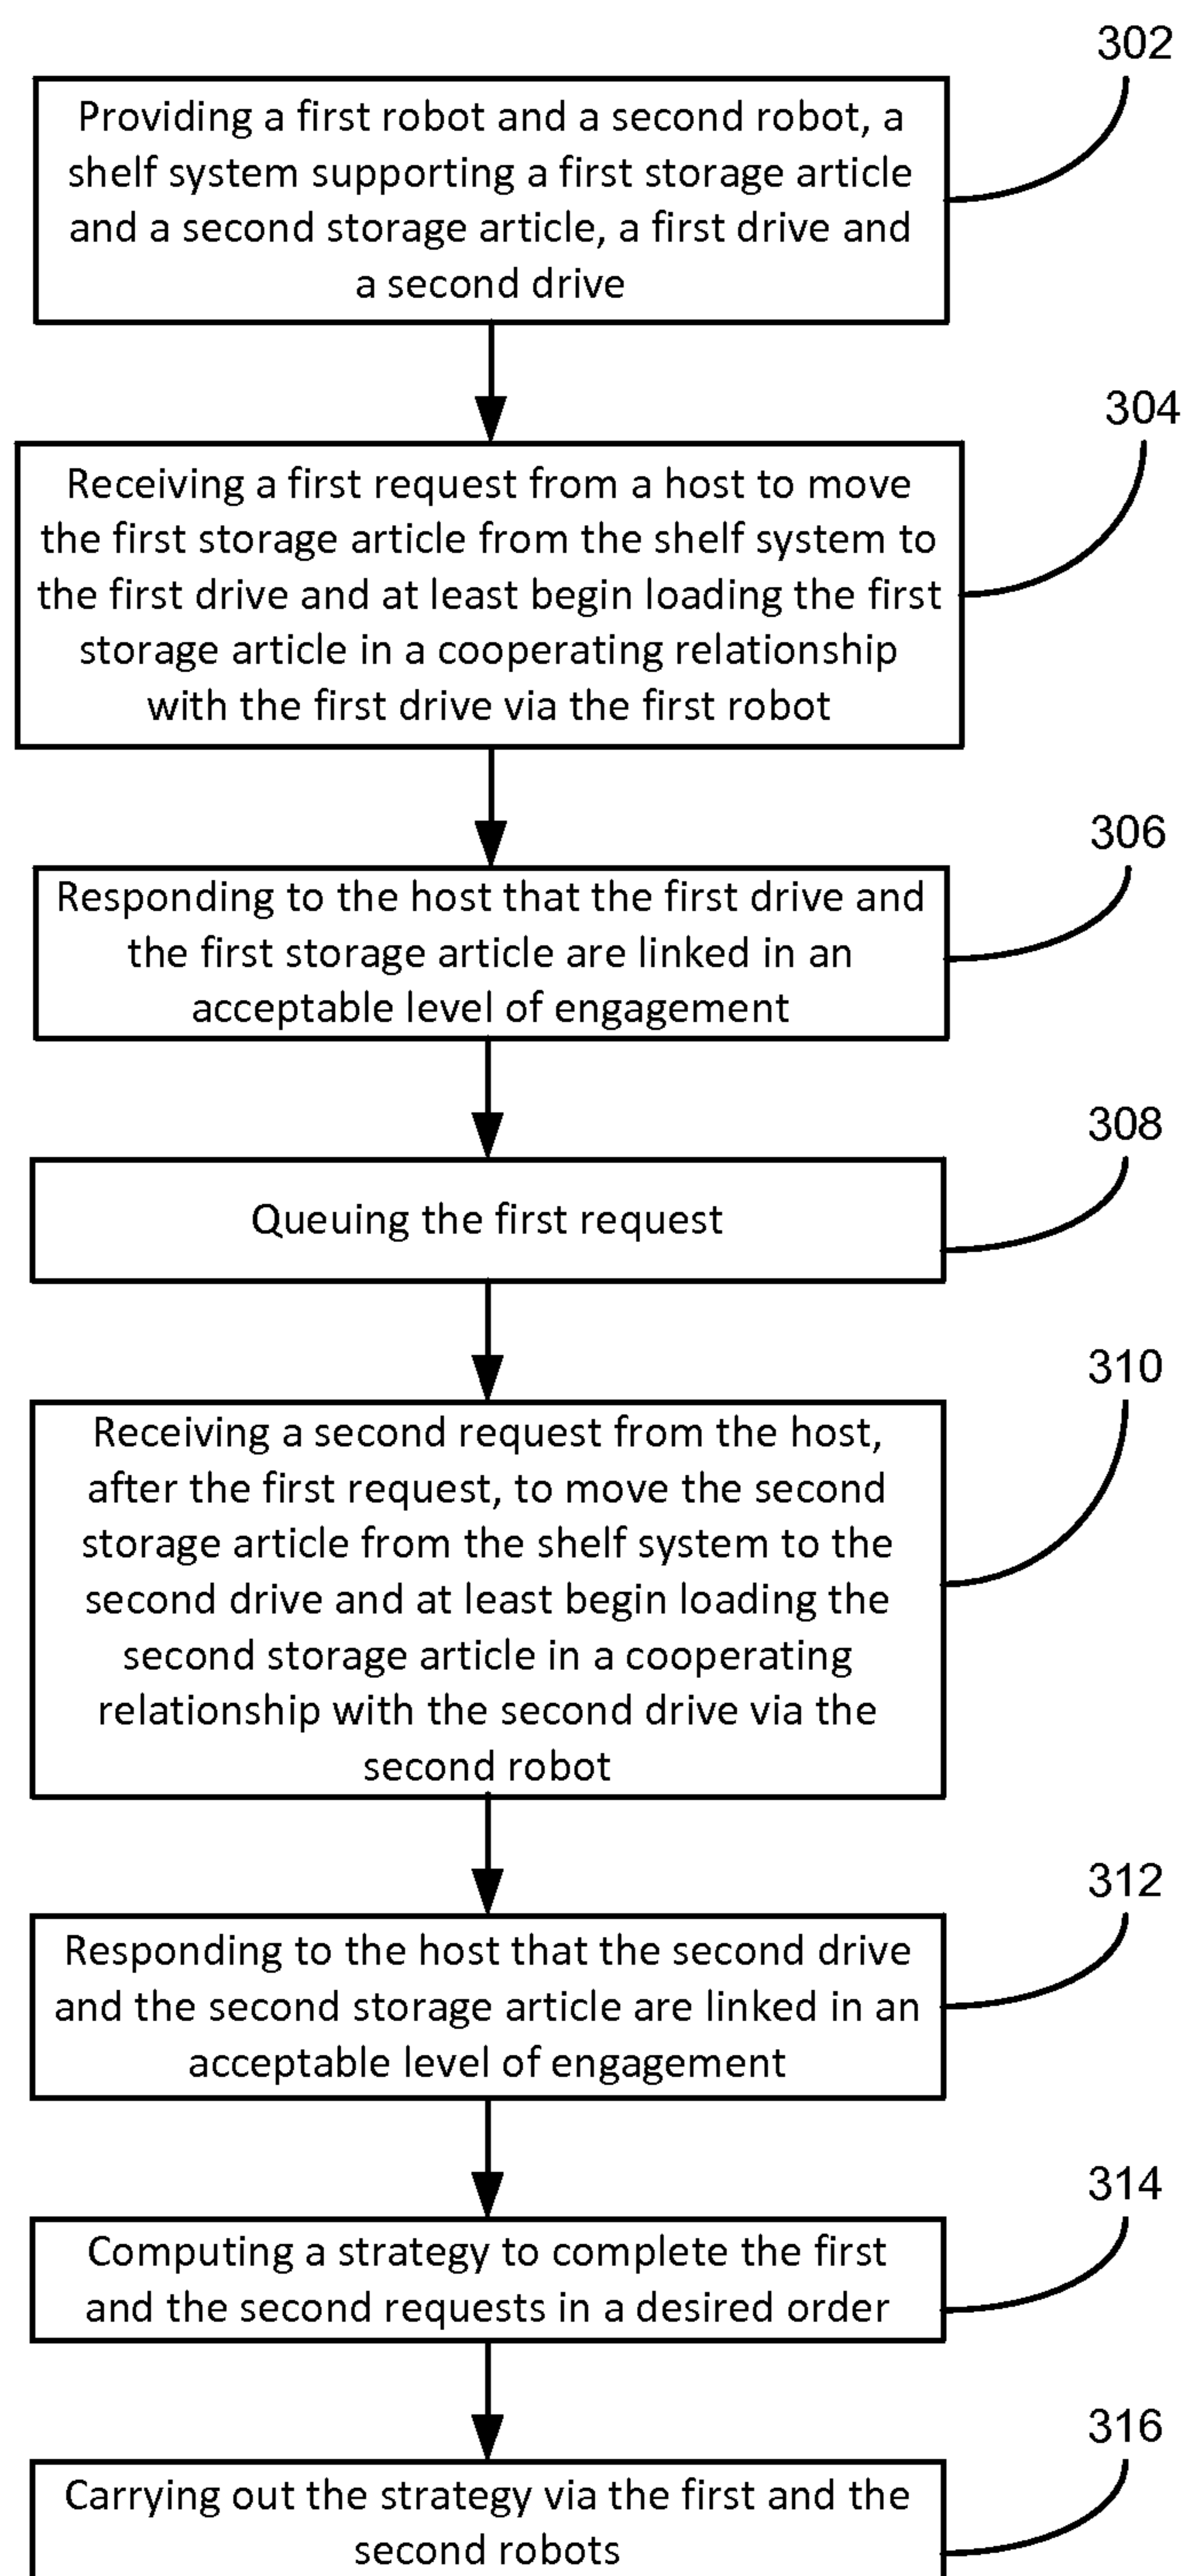 302
Providing a first robot and a second robot, a
shelf system supporting a first storage article
and a second storage article, a first drive and
a second drive
304
Receiving a first request from a host to move
the first storage article from the shelf system to
the first drive and at least begin loading the first
storage article in a cooperating relationship
with the first drive via the first robot
306
Responding to the host that the first drive and
the first storage article are linked in an
acceptable level of engagement
308
Queuing the first request
310
Receiving a second request from the host,
after the first request, to move the second
storage article from the shelf system to the
second drive and at least begin loading the
second storage article in a cooperating
relationship with the second drive via the
second robot
312
Responding to the host that the second drive
and the second storage article are linked in an
acceptable level of engagement
314
Computing a strategy to complete the first
and the second requests in a desired order
316
Carrying out the strategy via the first and the
second robots